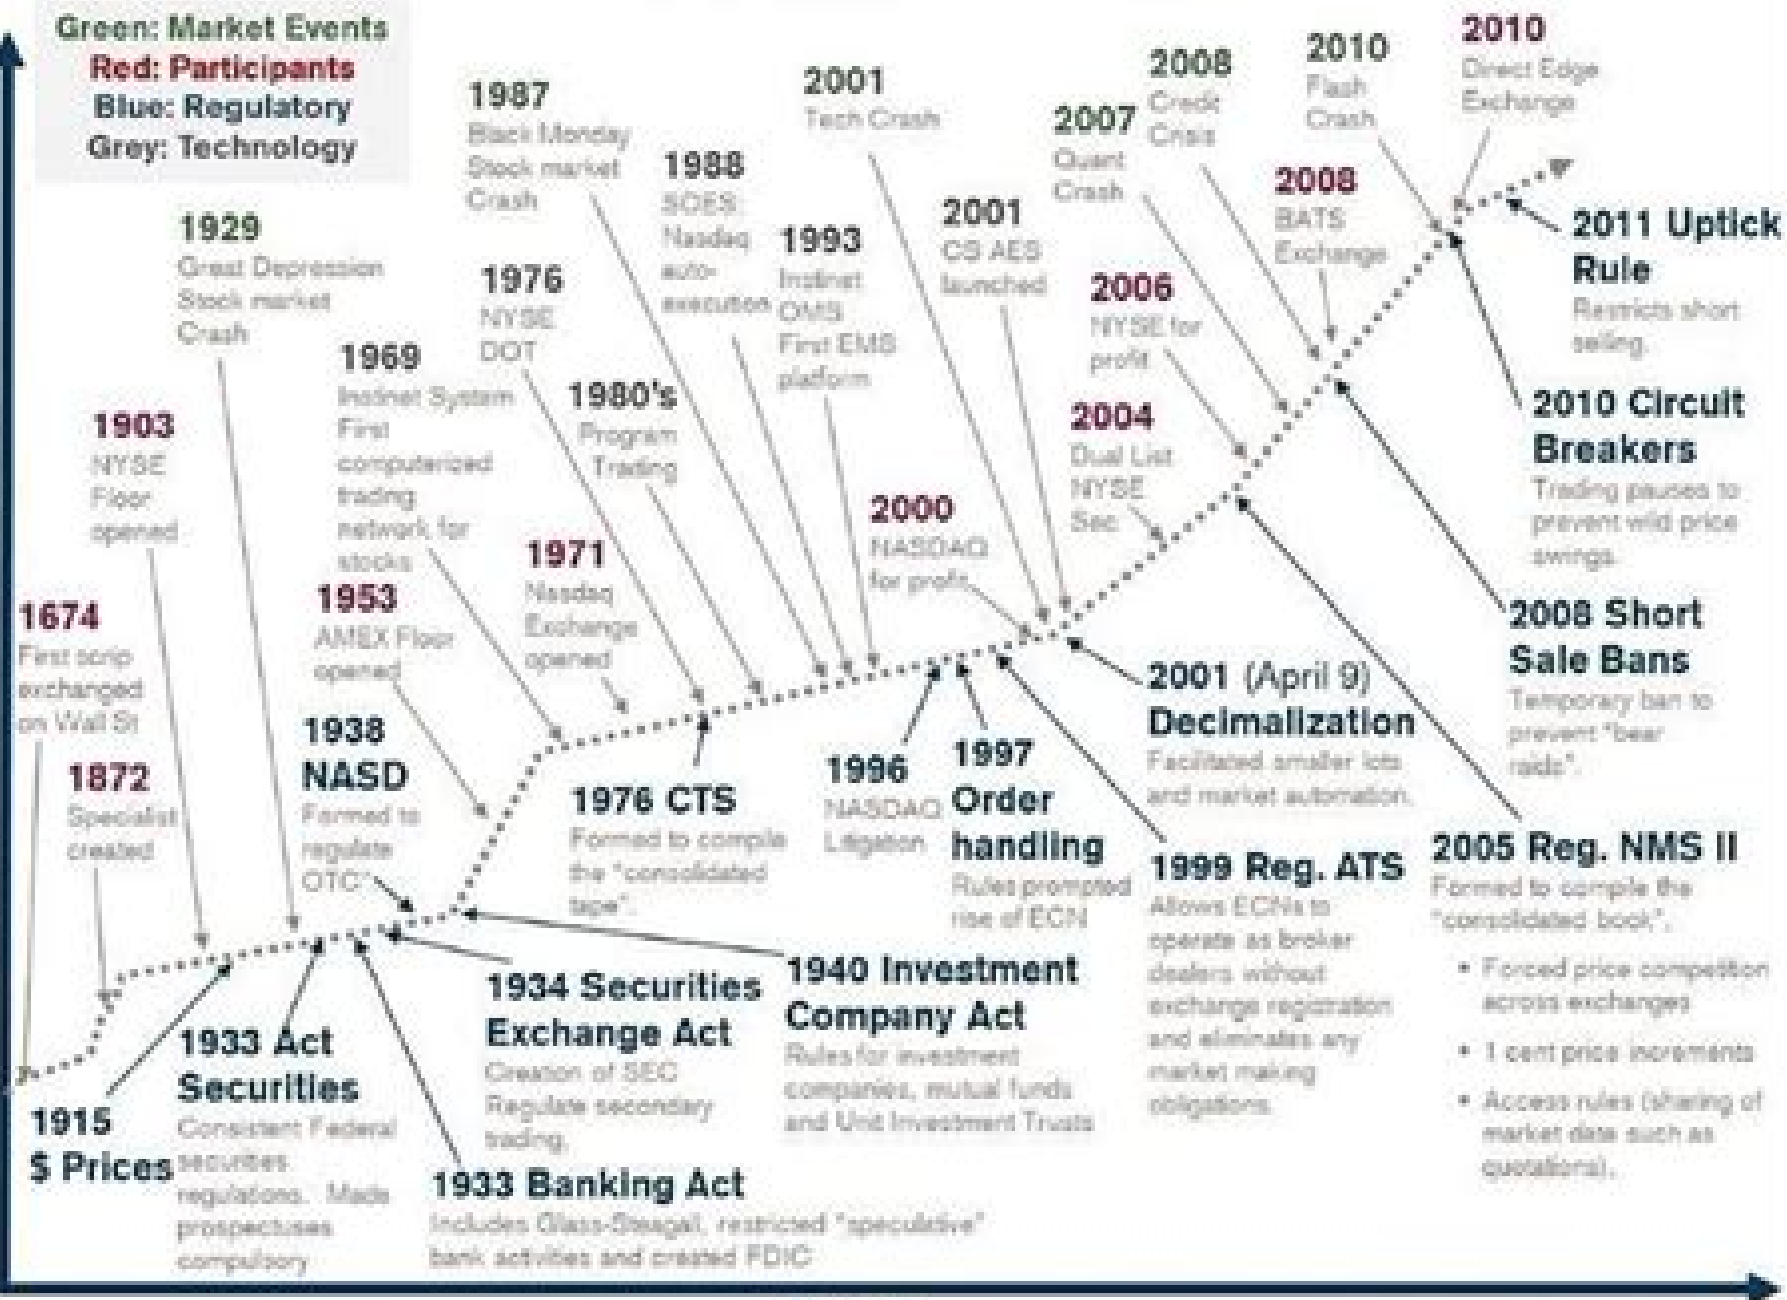 Green: Market Events
Red: Participants
Blue: Regulatory
Grey: Technology
1674
First scrip
exchanged
on Wall St
1872
Specialist
created
1903
NYSE
Floor
opened
1929
Great Depression
Stock market
Crash
1953
AMEX Floor
opened
1969
Instinet System
First
computerized
trading
network for
stocks
1971
Nasdaq
Exchange
opened
1976
NYSE
DOT
1980's
Program
Trading
1987
Black Monday
Stock market
Crash
1988
SOES:
Nasdaq
auto-
execution
1993
Instinet
OMS
First EMS
platform
2000
NASDAQ
for profit
2001
Tech Crash
2001
CS AES
launched
2004
Dual List
NYSE
Sec
2006
NYSE for
profit
2007
Quant
Crash
2008
Credit
Crisis
2008
BATS
Exchange
2010
Flash
Crash
2010
Direct Edge
Exchange
1915
$ Prices
1933 Act
Securities
Consistent Federal
securities
regulations. Made
prospectuses
compulsory
1933 Banking Act
Includes Glass-Steagall, restricted "speculative"
bank activities and created FDIC
1934 Securities
Exchange Act
Creation of SEC
Regulate secondary
trading.
1938
NASD
Formed to
regulate
OTC"
1940 Investment
Company Act
Rules for investment
companies, mutual funds
and Unit Investment Trusts
1976 CTS
Formed to compile
the "consolidated
tape".
1996
NASDAQ
Litigation
1997
Order
handling
Rules prompted
rise of ECN
1999 Reg. ATS
Allows ECNs to
operate as broker
dealers without
exchange registration
and eliminates any
market making
obligations.
2001 (April 9)
Decimalization
Facilitated smaller lots
and market automation.
2005 Reg. NMS II
Formed to compile the
"consolidated book".
• Forced price competition
across exchanges
• 1 cent price increments
• Access rules (sharing of
market data such as
quotations).
2008 Short
Sale Bans
Temporary ban to
prevent "bear
raids".
2010 Circuit
Breakers
Trading pauses to
prevent wild price
swings.
2011 Uptick
Rule
Restricts short
selling.